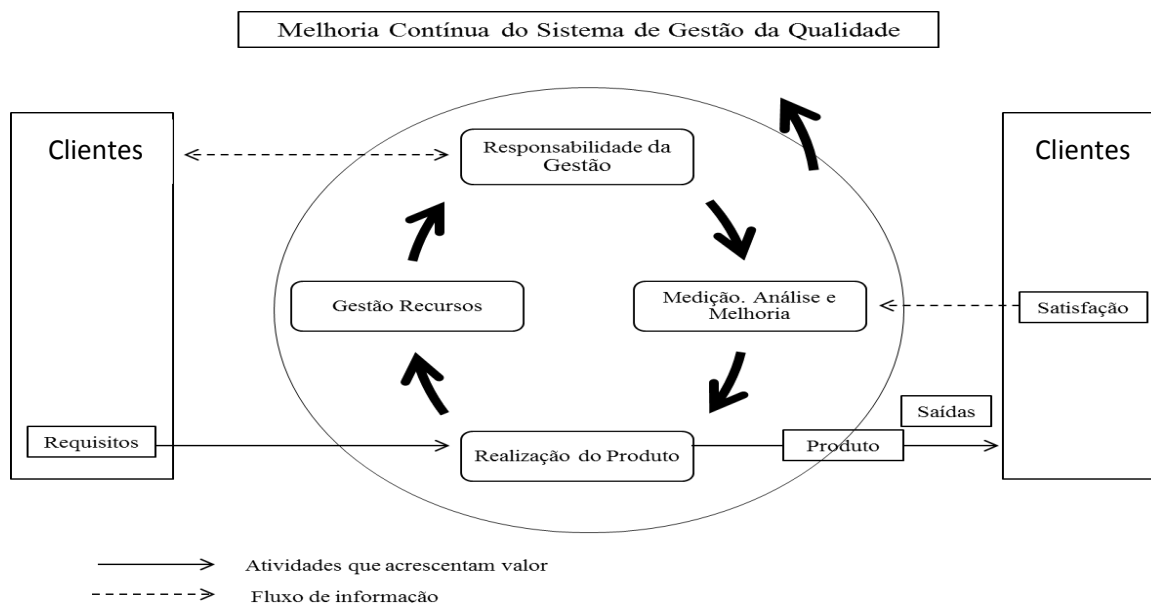 Melhoria Contínua do Sistema de Gestão da Qualidade
Clientes
Clientes
Responsabilidade da
Gestão
Gestão Recursos
Medição. Análise e
Melhoria
Satisfação
Saídas
Requisitos
Realização do Produto
Produto
Atividades que acrescentam valor
Fluxo de informação